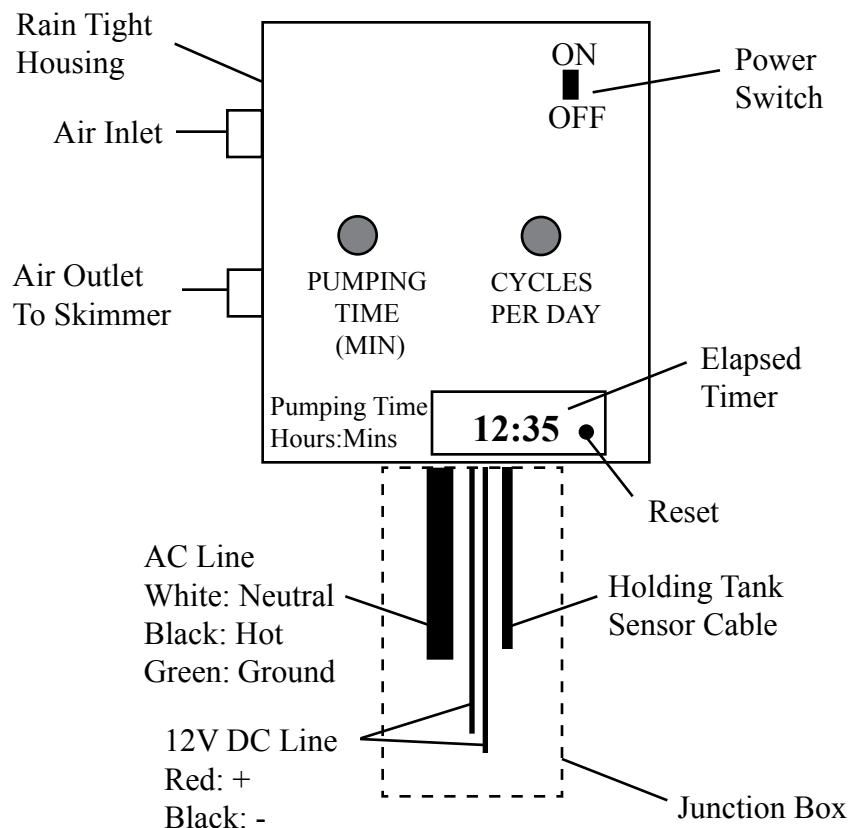 Rain Tight
Housing
ON
OFF
Power
Switch
Air Inlet
Air Outlet
To Skimmer
PUMPING
TIME
(MIN)
CYCLES
PER DAY
Elapsed
Timer
Pumping Time
Hours:Mins
12:35
Reset
AC Line
White: Neutral
Black: Hot
Green: Ground
Holding Tank
Sensor Cable
12V DC Line
Red: +
Black: -
Junction Box